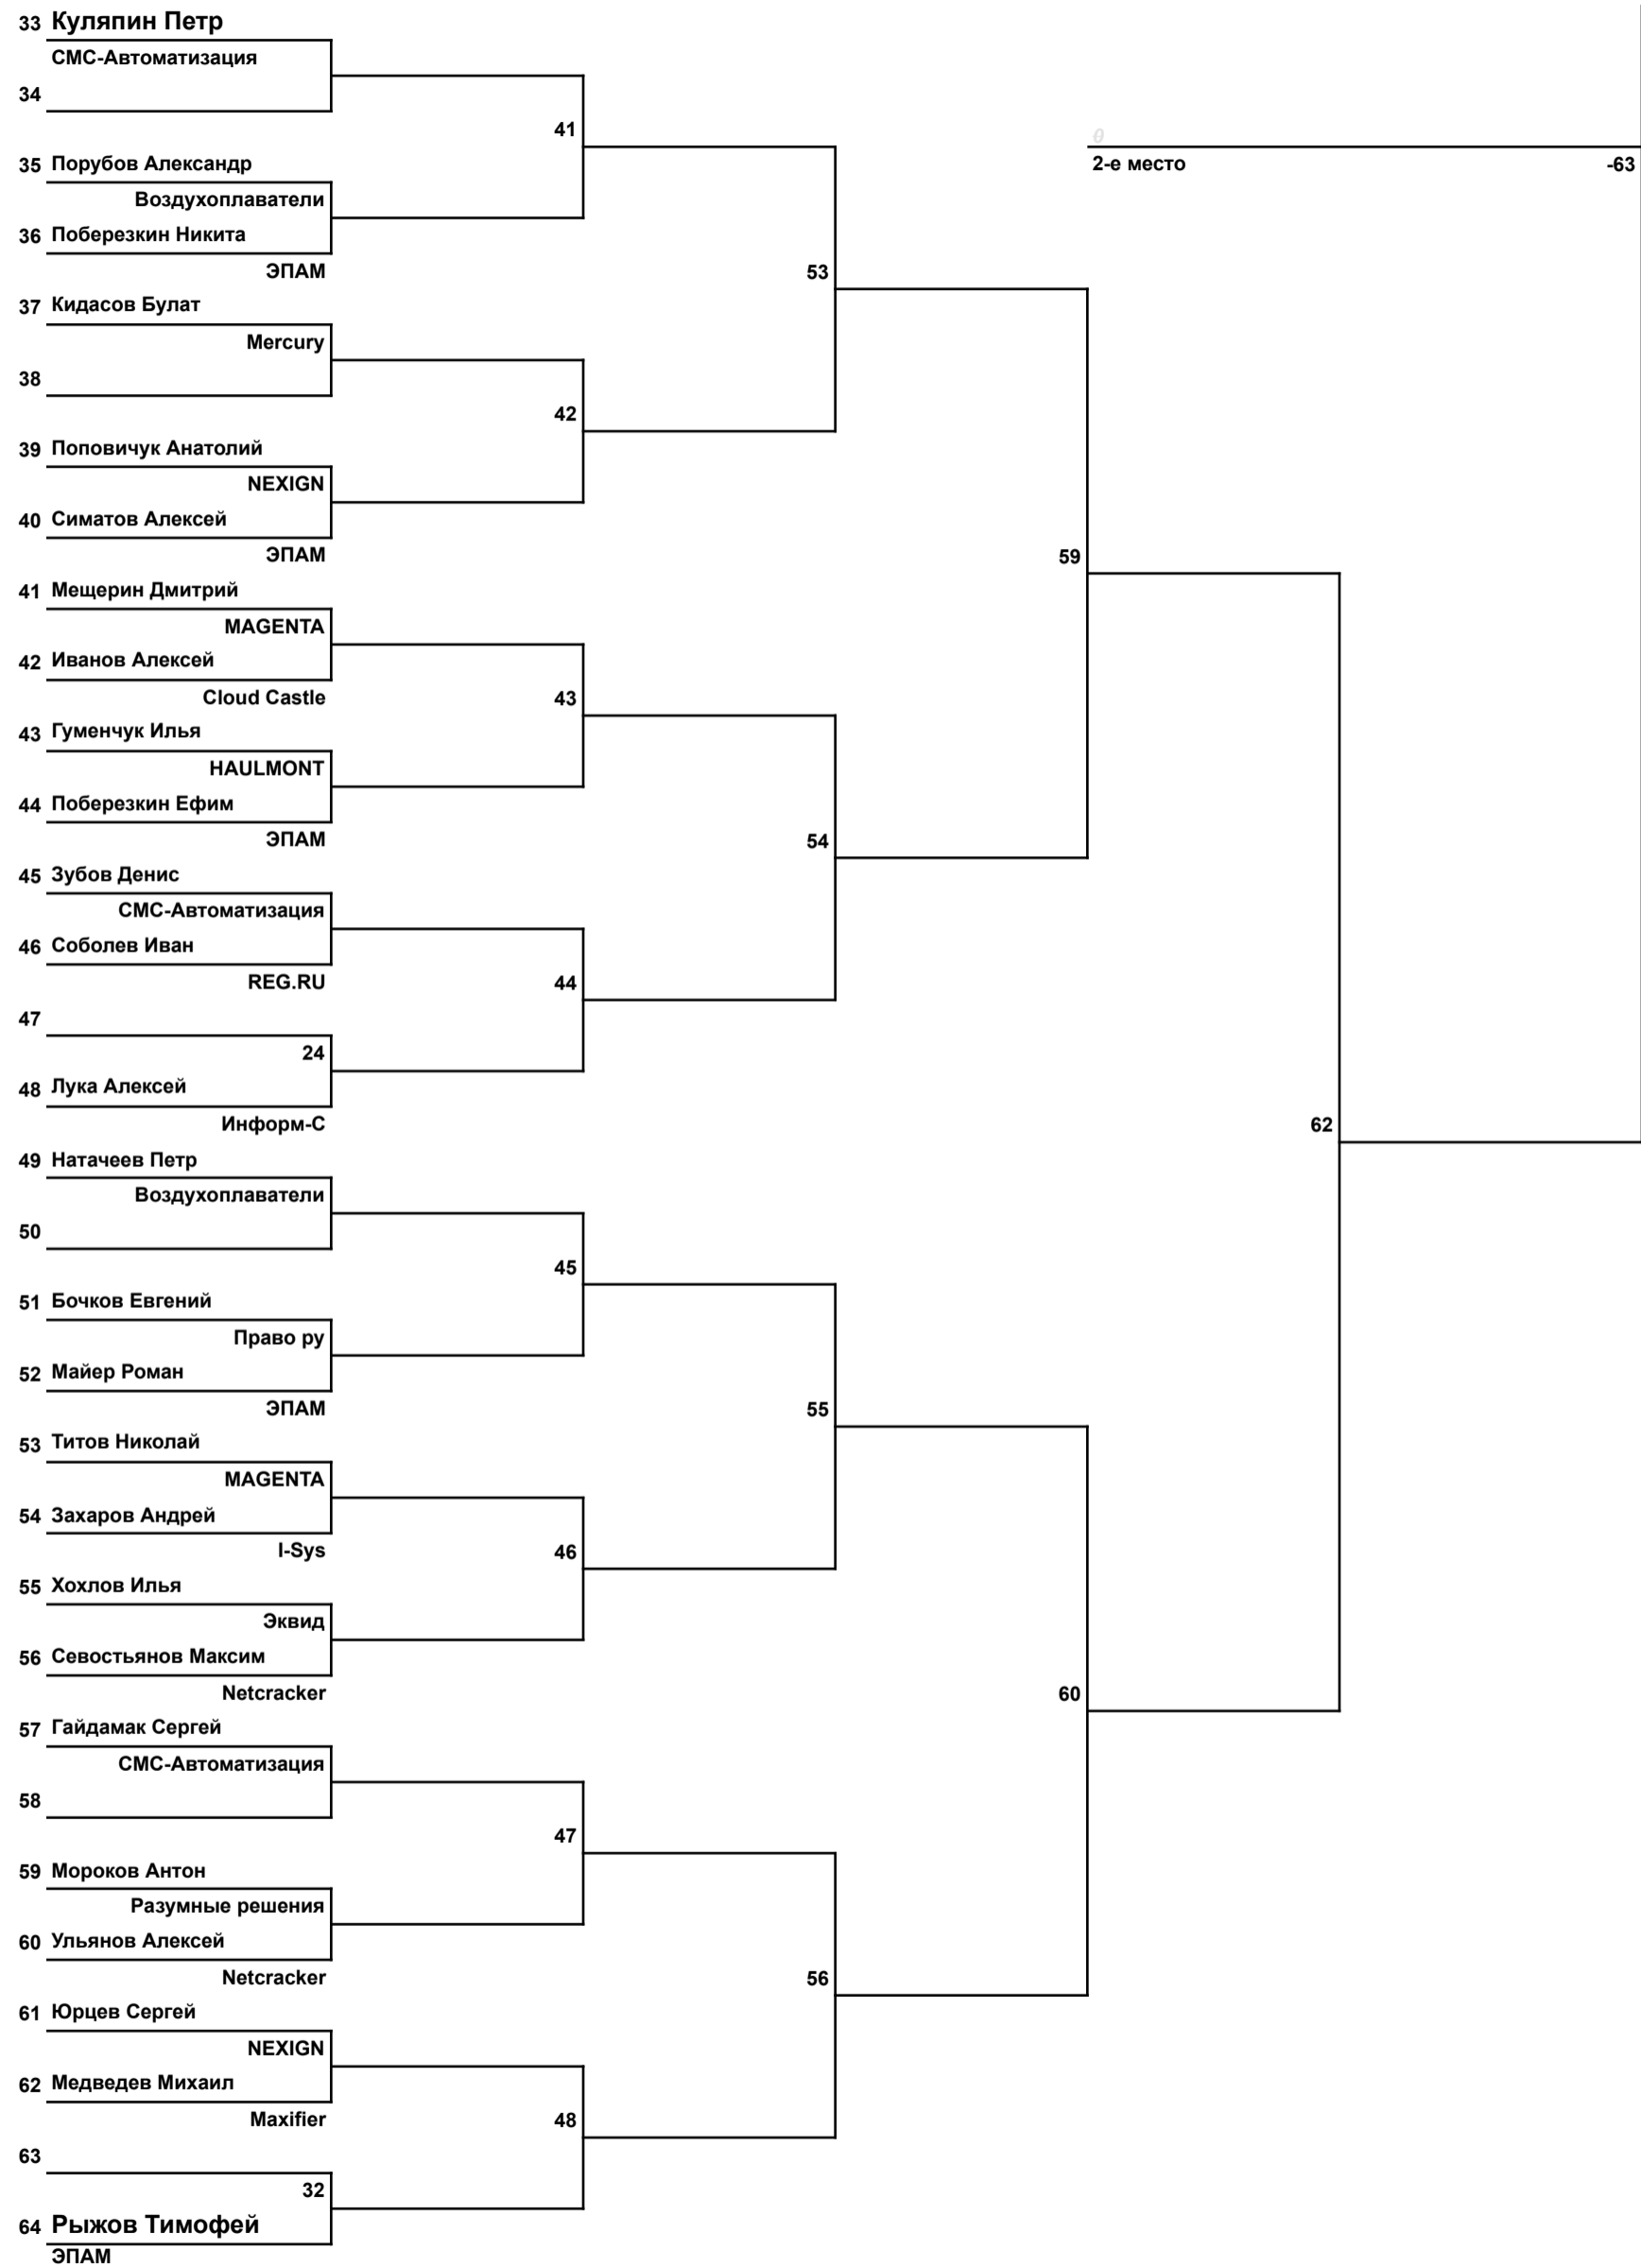 33 Куляпин Петр
СМС-Автоматизация
34
41
0
2-е место -63
35 Порубов Александр
Воздухоплаватели
36 Поберезкин Никита
ЭПАМ
53
37 Кидасов Булат
Mercury
38
42
39 Поповичук Анатолий
NEXIGN
40 Симатов Алексей
ЭПАМ
59
41 Мещерин Дмитрий
MAGENTA
42 Иванов Алексей
Cloud Castle
43
43 Гуменчук Илья
HAULMONT
44 Поберезкин Ефим
ЭПАМ
54
45 Зубов Денис
СМС-Автоматизация
46 Соболев Иван
REG.RU
44
47
24
48 Лука Алексей
Информ-С
62
49 Натачеев Петр
Воздухоплаватели
50
45
51 Бочков Евгений
Право ру
52 Майер Роман
ЭПАМ
55
53 Титов Николай
MAGENTA
54 Захаров Андрей
I-Sys
46
55 Хохлов Илья
Эквид
56 Севостьянов Максим
Netcracker
60
57 Гайдамак Сергей
СМС-Автоматизация
58
47
59 Мороков Антон
Разумные решения
60 Ульянов Алексей
Netcracker
56
61 Юрцев Сергей
NEXIGN
62 Медведев Михаил
Maxifier
48
63
32
64 Рыжов Тимофей
ЭПАМ